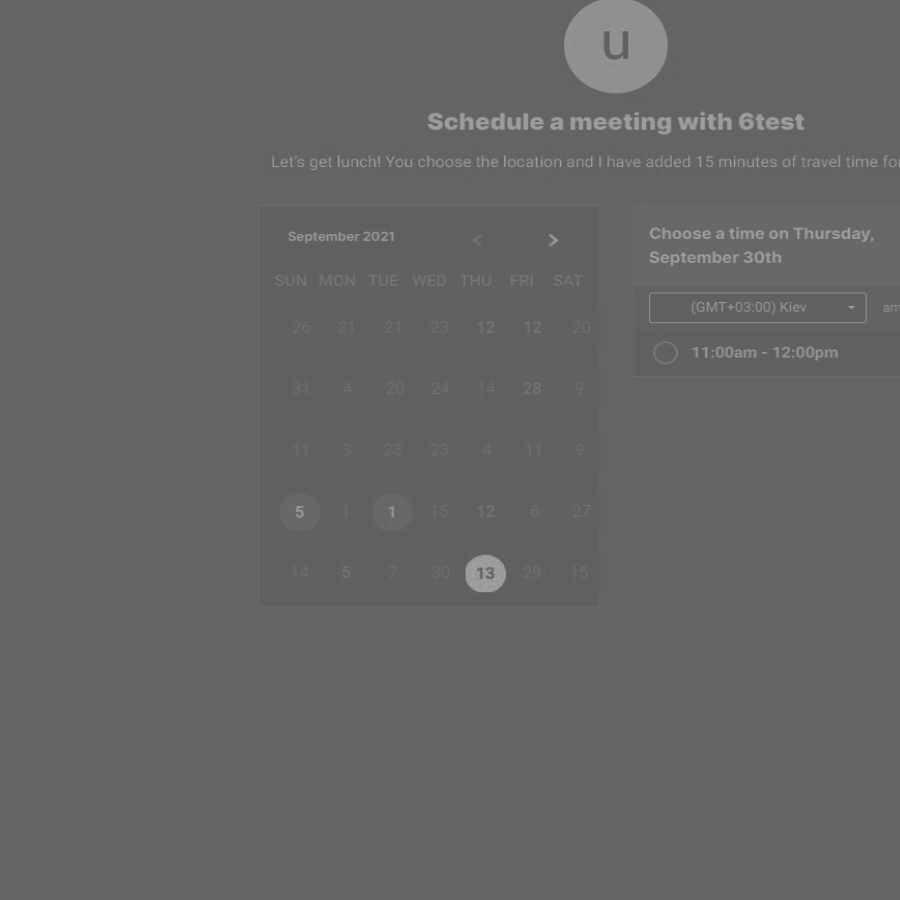 u
Schedule a meeting with 6test
Let's get lunch! You choose the location and I have added 15 minutes of travel time for
September 2021
SUN MON TUE WED THU FRI SAT
26 21 21 23 12 12 20
31 4 20 24 14 28 9
11 3 23 23 4 11 9
5 1 1 15 12 6 27
14 5 7 30 13 29 15
Choose a time on Thursday,
September 30th
(GMT+03:00) Kiev
am
11:00am - 12:00pm